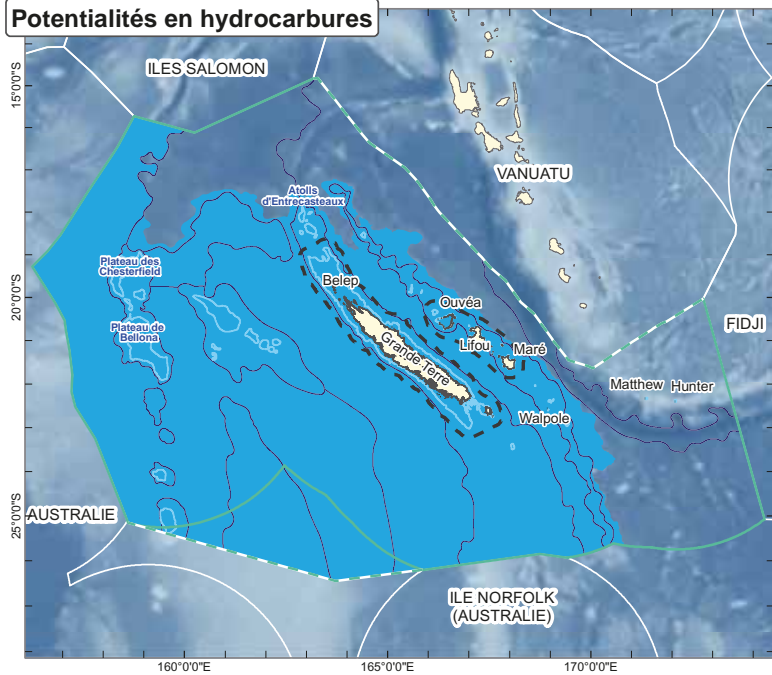 Potentialités en hydrocarbures
ILES SALOMON
15°0'0"S
VANUATU
Atolls
d'Entrecasteaux
Plateau des
Chesterfield
Belep
20°0'0"S
Ouvéa
Plateau de
Bellona
FIDJI
Grande Terre
Lifou
Maré
Matthew
Hunter
Walpole
AUSTRALIE
25°0'0"S
ILE NORFOLK
(AUSTRALIE)
160°0'0"E
165°0'0"E
170°0'0"E